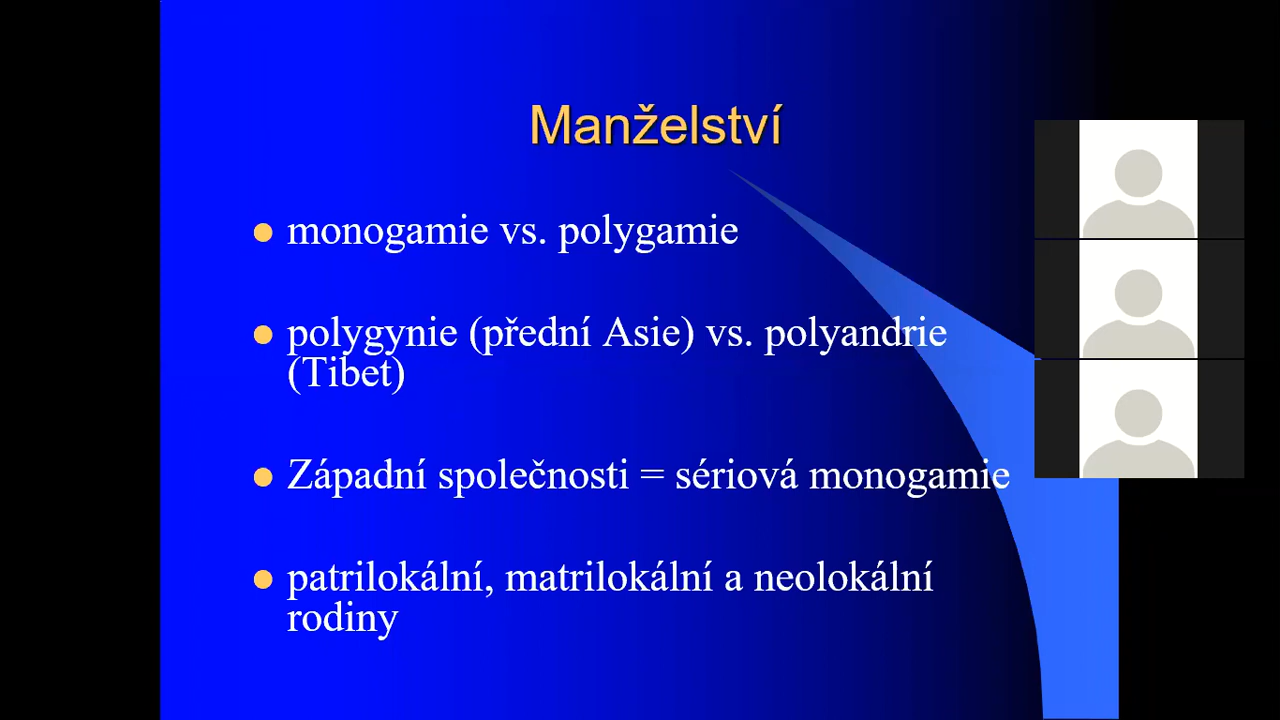 Manželství
monogamie vs. polygamie
polygynie (přední Asie) vs. polyandrie
(Tibet)
Západní společnosti = sériová monogamie
patrilokální, matrilokální a neolokální
rodiny